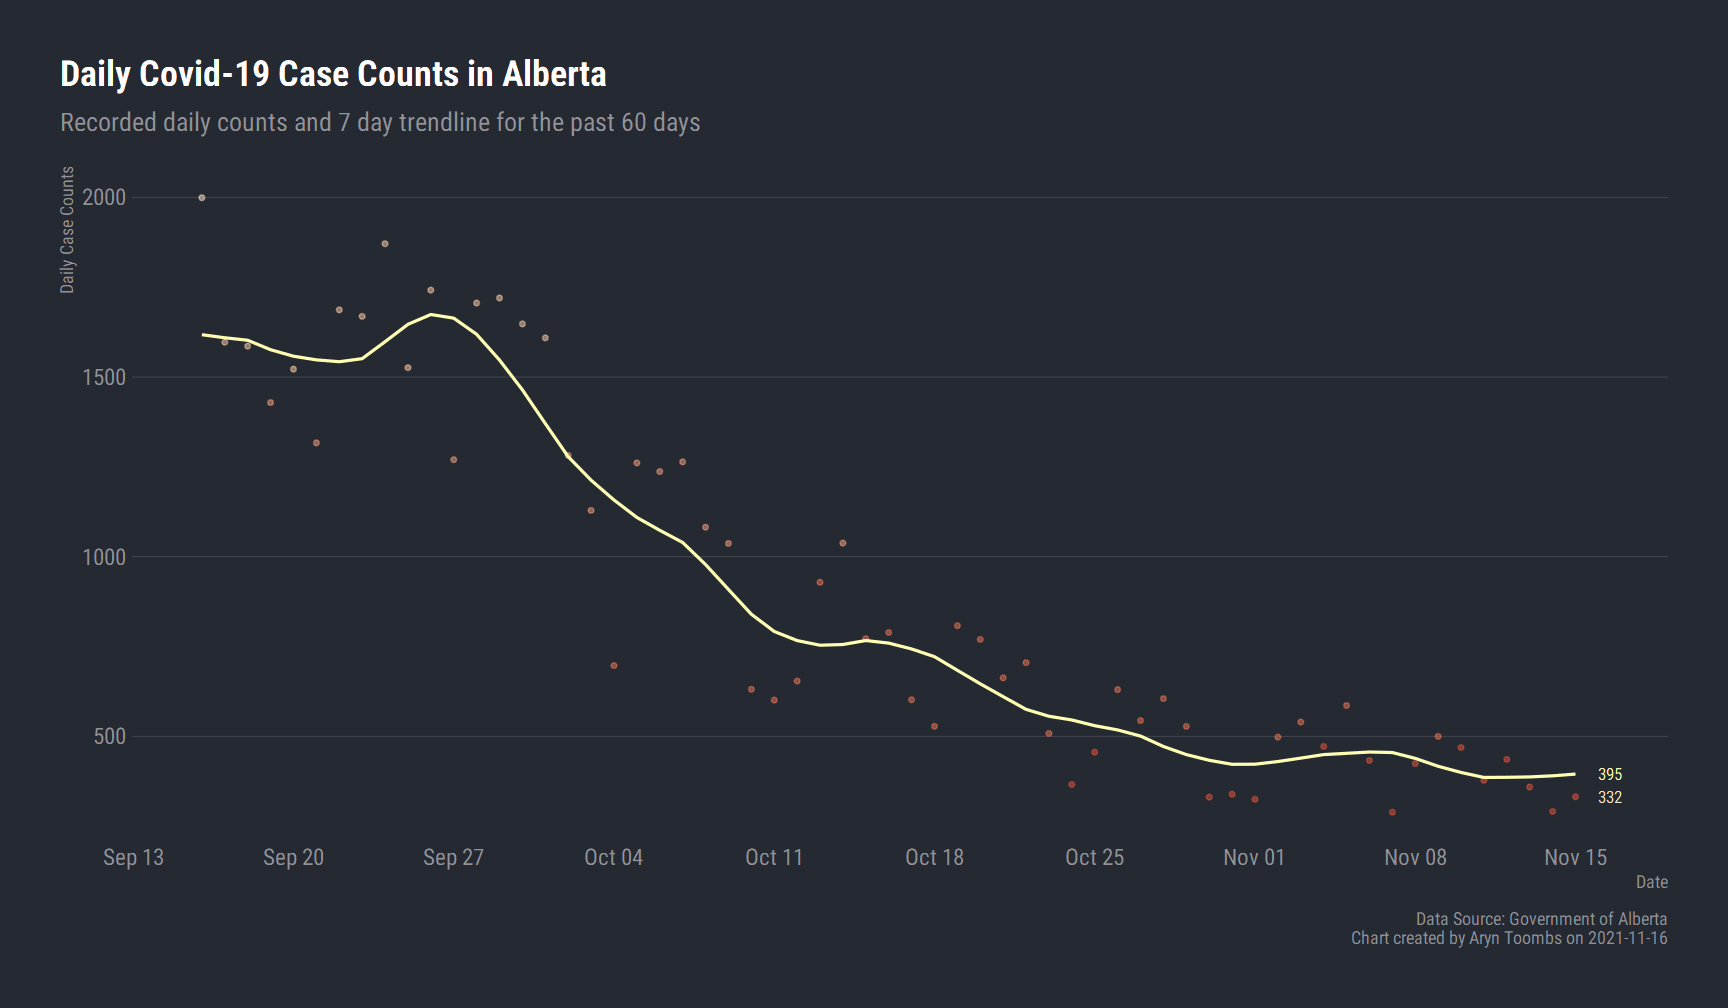 Daily Covid-19 Case Counts in Alberta
Recorded daily counts and 7 day trendline for the past 60 days
Daily Case Counts
2000
1500
1000
500
395
332
Sep 13 Sep 20 Sep 27 Oct 04 Oct 11 Oct 18 Oct 25 Nov 01 Nov 08 Nov 15
Date
Data Source: Government of Alberta
Chart created by Aryn Toombs on 2021-11-16